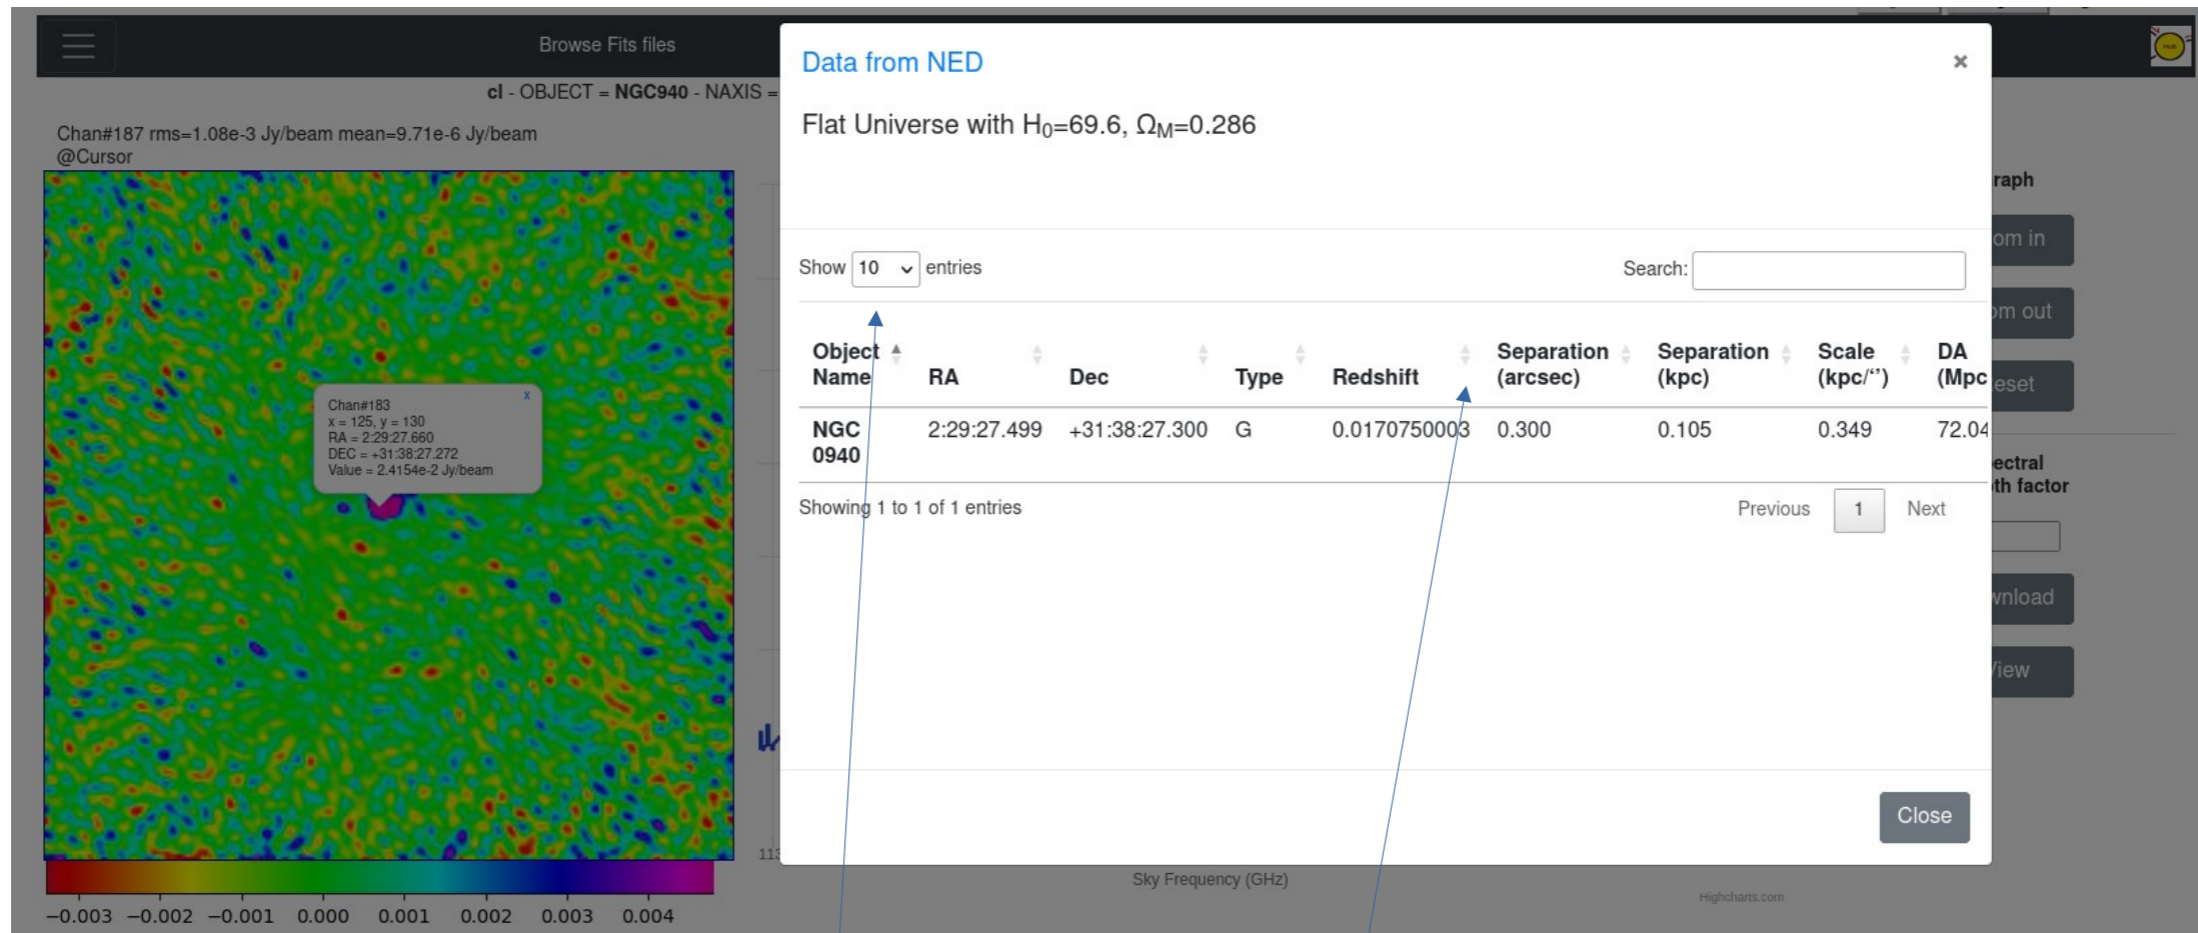 Browse Fits files
cl - OBJECT = NGC940 - NAXIS =
Chan#187 rms=1.08e-3 Jy/beam mean=9.71e-6 Jy/beam
@Cursor
Chan#183
x
x = 125, y = 130
RA = 2:29:27.660
DEC = +31:38:27.272
Value = 2.4154e-2 Jy/beam
−0.003 −0.002 −0.001 0.000 0.001 0.002 0.003 0.004
Data from NED
×
Flat Universe with H0=69.6, ΩM=0.286
Show 10 entries Search:
Object Name RA Dec Type Redshift Separation (arcsec) Separation (kpc) Scale (kpc/‘’) DA (Mpc
NGC 0940 2:29:27.499 +31:38:27.300 G 0.0170750003 0.300 0.105 0.349 72.04
Showing 1 to 1 of 1 entries Previous 1 Next
Close
113
Sky Frequency (GHz)
Highcharts.com
raph
om in
om out
eset
ectral
th factor
wnload
View